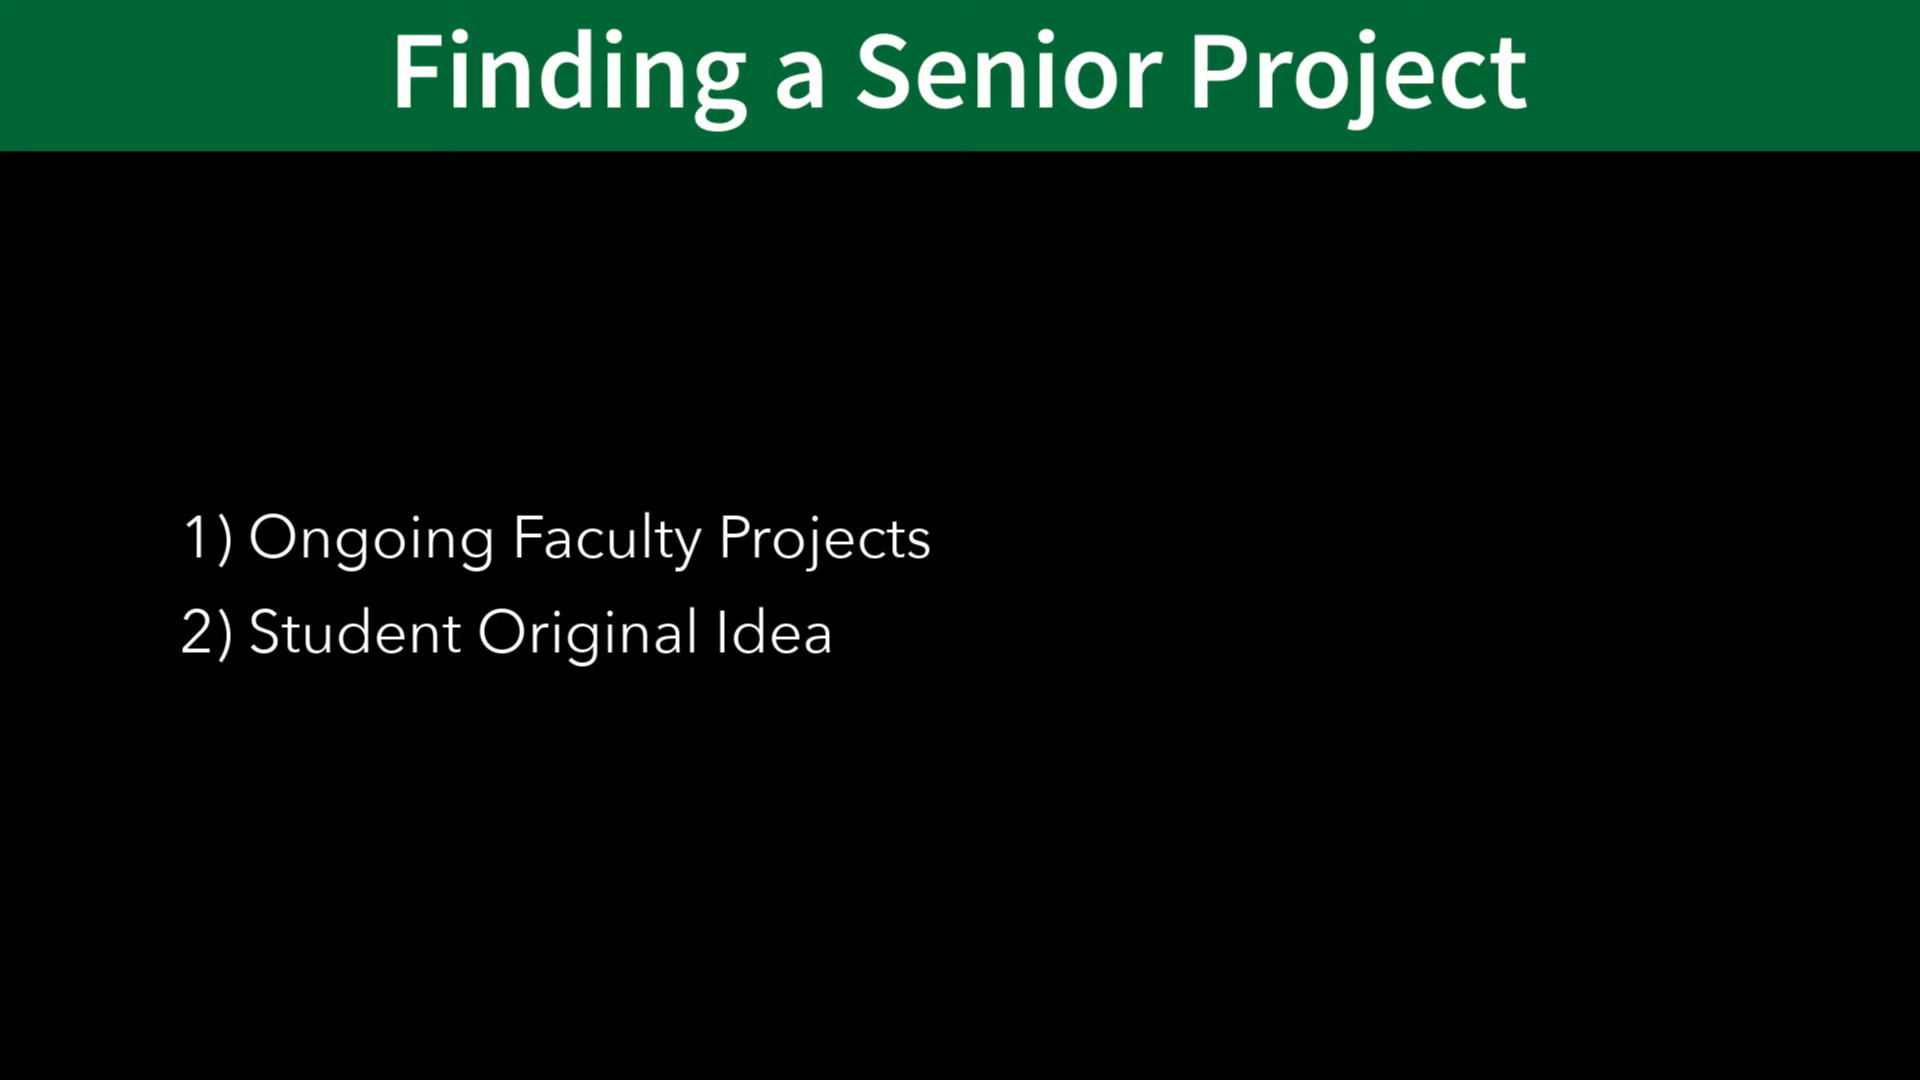 Finding a Senior Project
1) Ongoing Faculty Projects
2) Student Original Idea